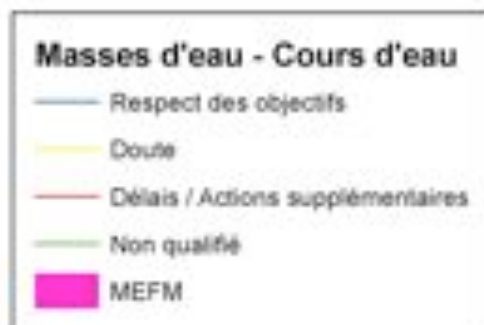 Masses d'eau - Cours d'eau
Respect des objectifs
Doute
Délais / Actions supplémentaires
Non qualifié
MEFM